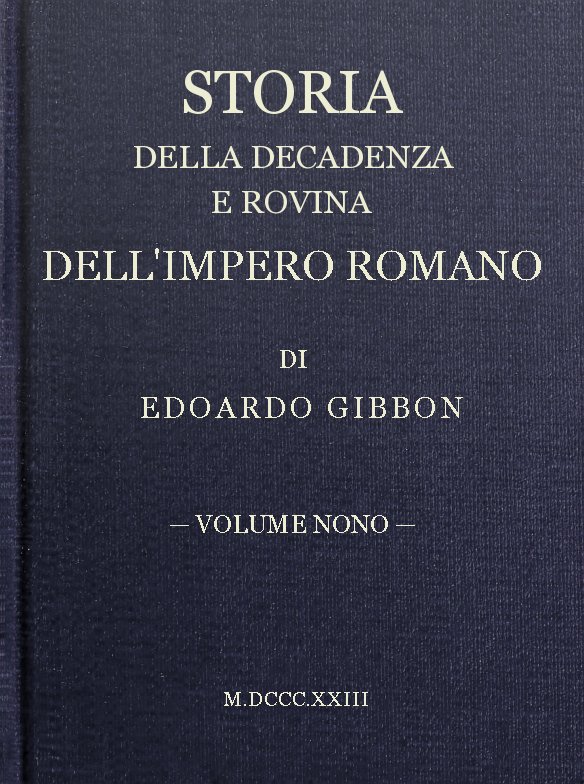 STORIA
DELLA DECADENZA
E ROVINA
DELL'IMPERO ROMANO
DI
EDOARDO GIBBON
— VOLUME NONO —
M.DCCC.XXIII